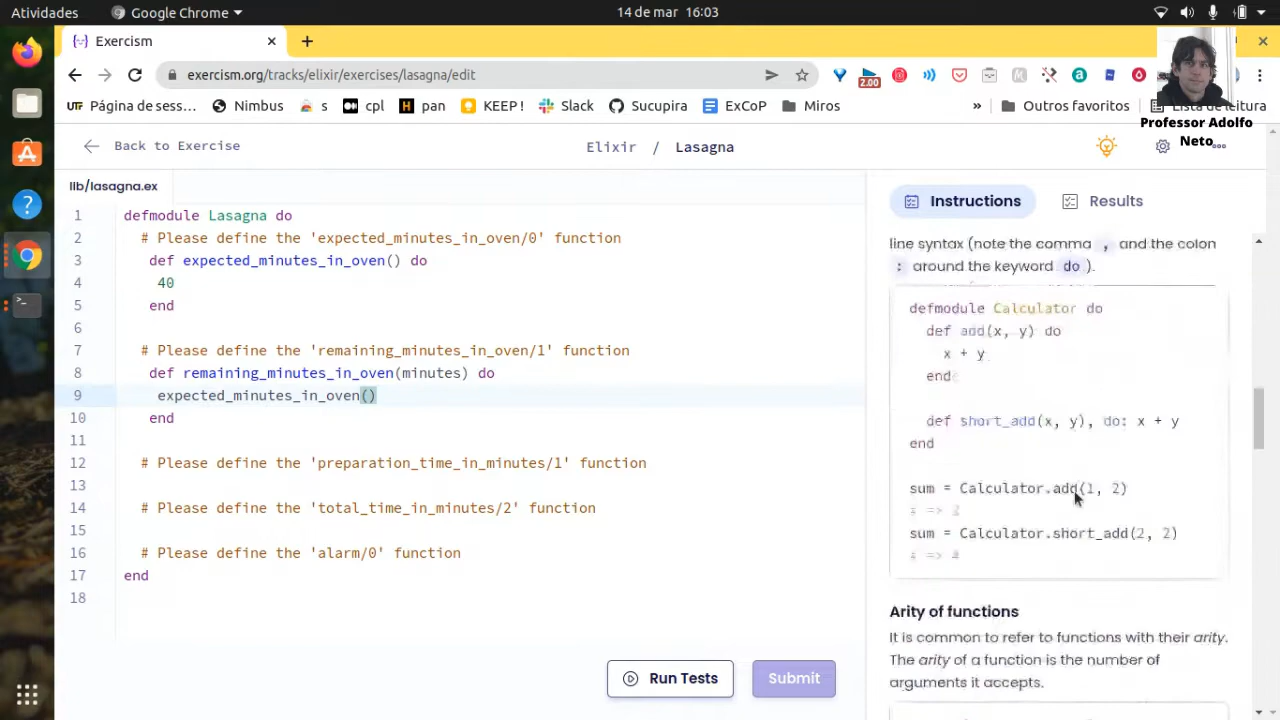 Atividades
Google Chrome
14 de mar 16:03
Exercism
exercism.org/tracks/elixir/exercises/lasagna/edit
2.00
UTF Página de sess…
Nimbus
s
cpl
pan
KEEP!
Slack
Sucupira
ExCoP
Miros
»
Outros favoritos
Lista de leitura
Professor Adolfo
Neto...
Back to Exercise
Elixir / Lasagna
lib/lasagna.ex
1 defmodule Lasagna do
2 # Please define the 'expected_minutes_in_oven/0' function
3 def expected_minutes_in_oven() do
4 40
5 end
6
7 # Please define the 'remaining_minutes_in_oven/1' function
8 def remaining_minutes_in_oven(minutes) do
9 expected_minutes_in_oven()
10 end
11
12 # Please define the 'preparation_time_in_minutes/1' function
13
14 # Please define the 'total_time_in_minutes/2' function
15
16 # Please define the 'alarm/0' function
17 end
18
Run Tests
Submit
Instructions
Results
line syntax (note the comma , and the colon
: around the keyword do ).
defmodule Calculator do
def add(x, y) do
x + y
end
def short_add(x, y), do: x + y
end
sum = Calculator.add(1, 2)
sum = Calculator.short_add(2, 2)
Arity of functions
It is common to refer to functions with their arity.
The arity of a function is the number of
arguments it accepts.